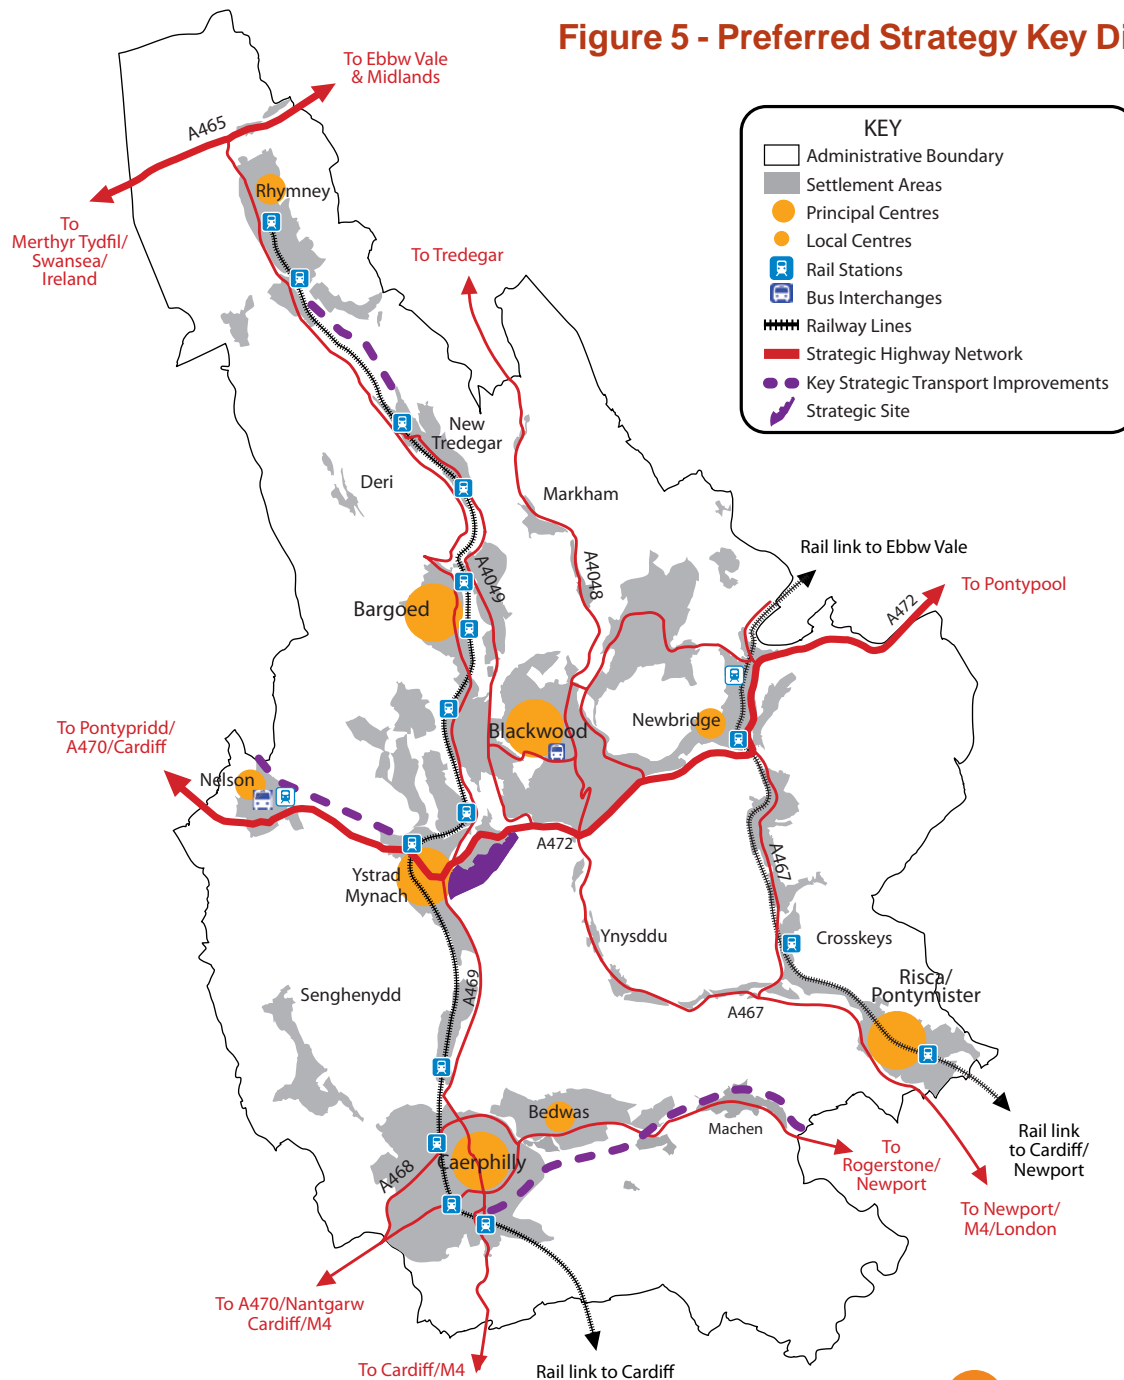 Figure 5 - Preferred Strategy Key Di
To Ebbw Vale
& Midlands
A465
KEY
Administrative Boundary
Settlement Areas
Principal Centres
Local Centres
Rail Stations
Bus Interchanges
Railway Lines
Strategic Highway Network
Key Strategic Transport Improvements
Strategic Site
Rhymney
To
Merthyr Tydfil/
Swansea/
Ireland
To Tredegar
New
Tredegar
Deri
Markham
A4049
A4048
Rail link to Ebbw Vale
To Pontypool
A472
Bargoed
To Pontypridd/
A470/Cardiff
Blackwood
Newbridge
Nelson
A472
A467
Ystrad
Mynach
Ynysddu
Crosskeys
Senghenydd
A469
Risca/
Pontymister
A467
Bedwas
Machen
Caerphilly
A468
To
Rogerstone/
Newport
Rail link
to Cardiff/
Newport
To Newport/
M4/London
To A470/Nantgarw
Cardiff/M4
To Cardiff/M4
Rail link to Cardiff